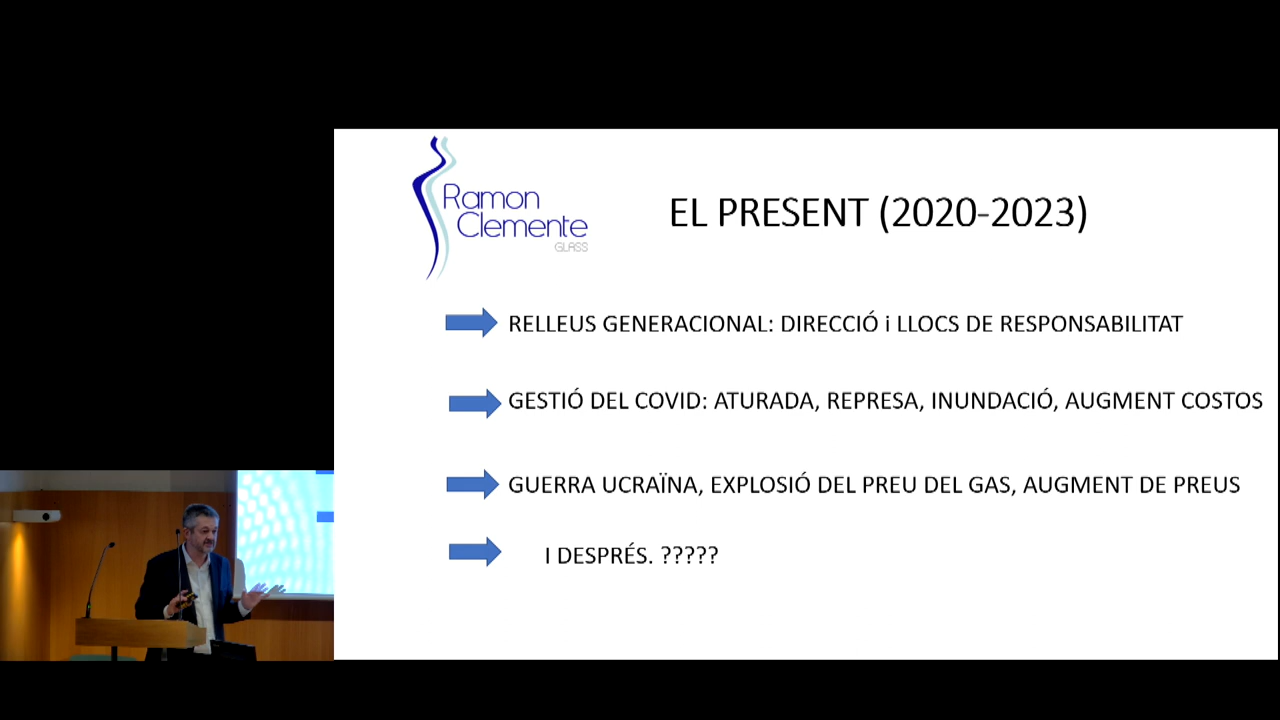 Ramon
Clemente
GLASS
EL PRESENT (2020-2023)
RELLEUS GENERACIONAL: DIRECCIÓ i LLOCS DE RESPONSABILITAT
GESTIÓ DEL COVID: ATURADA, REPRESA, INUNDACIÓ, AUGMENT COSTOS
GUERRA UCRAÏNA, EXPLOSIÓ DEL PREU DEL GAS, AUGMENT DE PREUS
I DESPRÉS. ?????